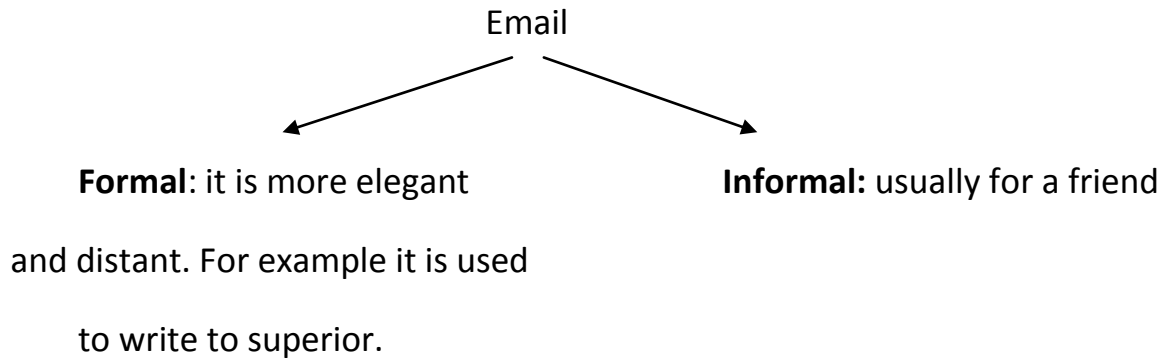 Email
Formal: it is more elegant
Informal: usually for a friend
and distant. For example it is used
to write to superior.